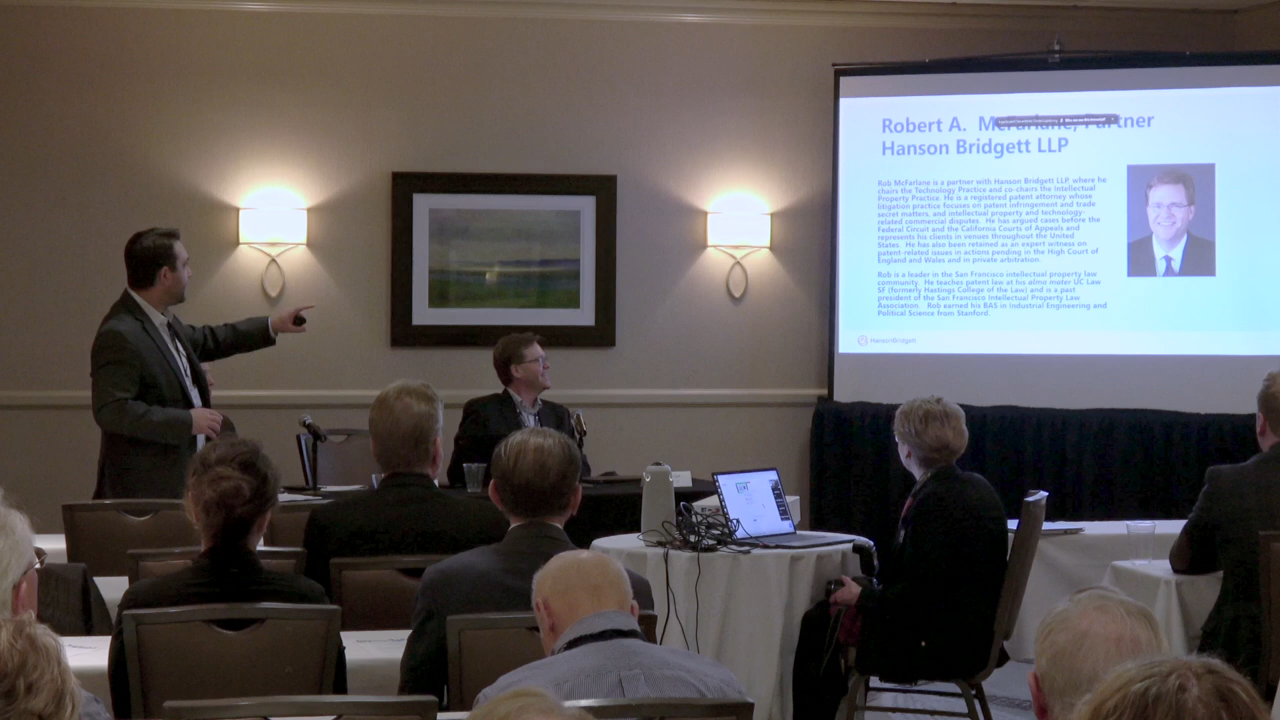 Robert A. McFarlane, Partner
Hanson Bridgett LLP
Rob McFarlane is a partner with Hanson Bridgett LLP, where he
chairs the Technology Practice and co-chairs the Intellectual
Property Practice. He is a registered patent attorney whose
litigation practice focuses on patent infringement and trade
secret matters, and intellectual property and technology-
related commercial disputes. He has argued cases before the
Federal Circuit and the California Courts of Appeals and
represents his clients in venues throughout the United
States. He has also been retained as an expert witness on
patent-related issues in actions pending in the High Court of
England and Wales and in private arbitration.
Rob is a leader in the San Francisco intellectual property law
community. He teaches patent law at his alma mater UC Law
SF (formerly Hastings College of the Law) and is a past
president of the San Francisco Intellectual Property Law
Association. Rob earned his BAS in Industrial Engineering and
Political Science from Stanford.
HansonBridgett